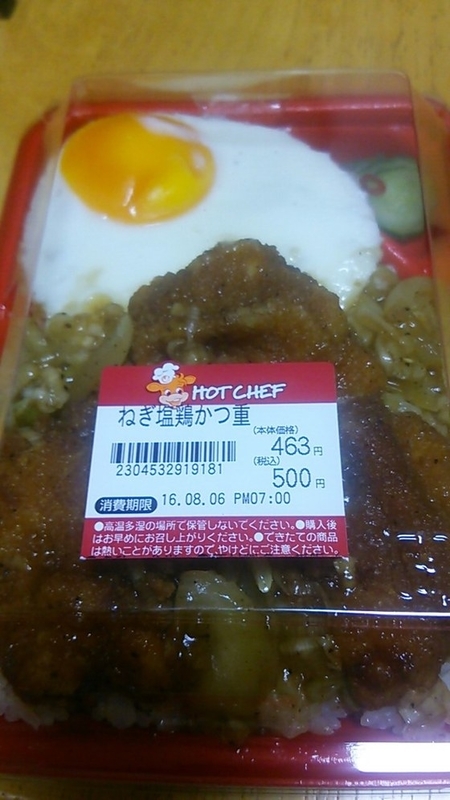 HOT CHEF
ねぎ塩鶏かつ重
(本体価格)
463円
(税込)
500円
2304532919181
消費期限 16.08.06 PM07:00
●高温多湿の場所で保管しないでください。●購入後
はお早めにお召し上がりください。●できたての商品
は熱いことがありますので、やけどにご注意ください。